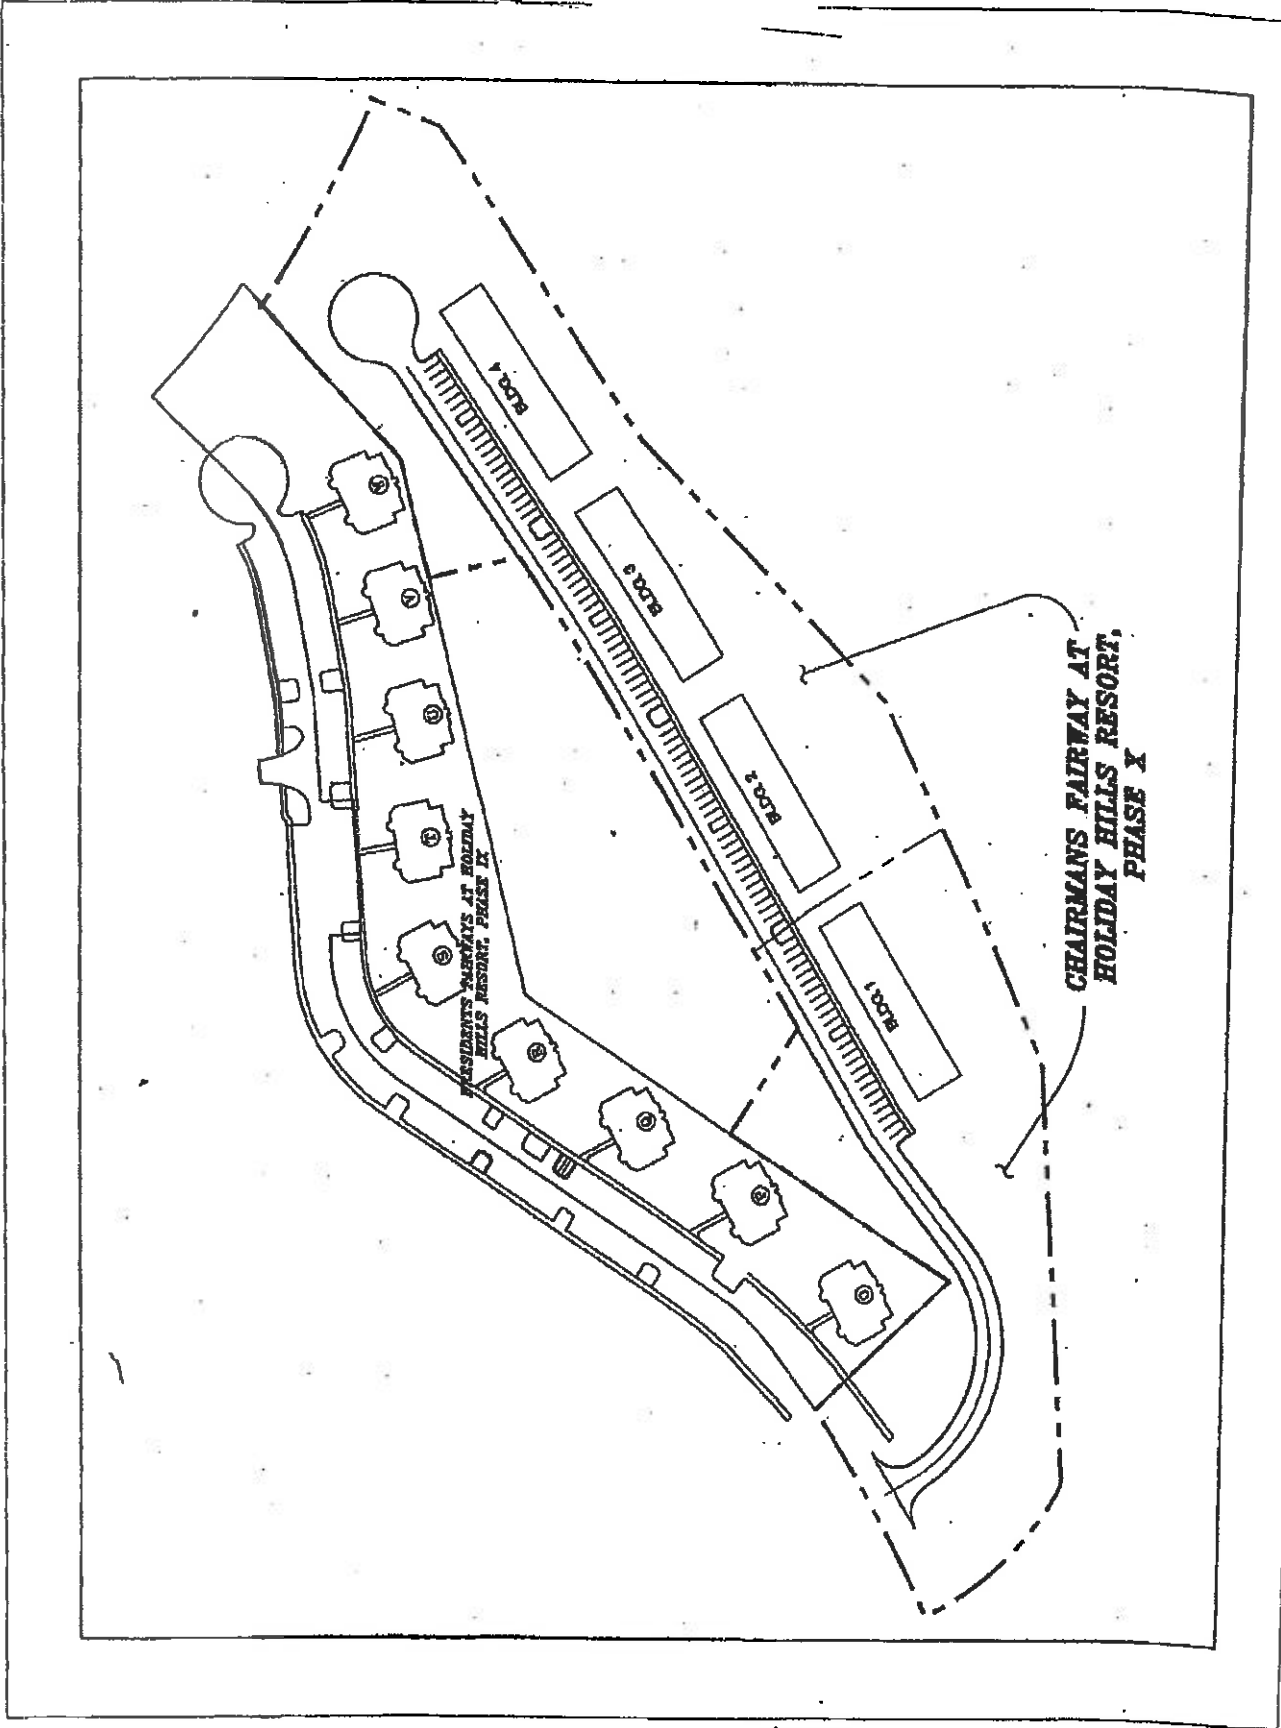 BLDG. 4
BLDG. 3
BLDG. 2
BLDG. 1
PRESIDENTS FAIRWAYS AT HOLIDAY
HILLS RESORT, PHASE IX
CHAIRMANS FAIRWAY AT
HOLIDAY HILLS RESORT,
PHASE X